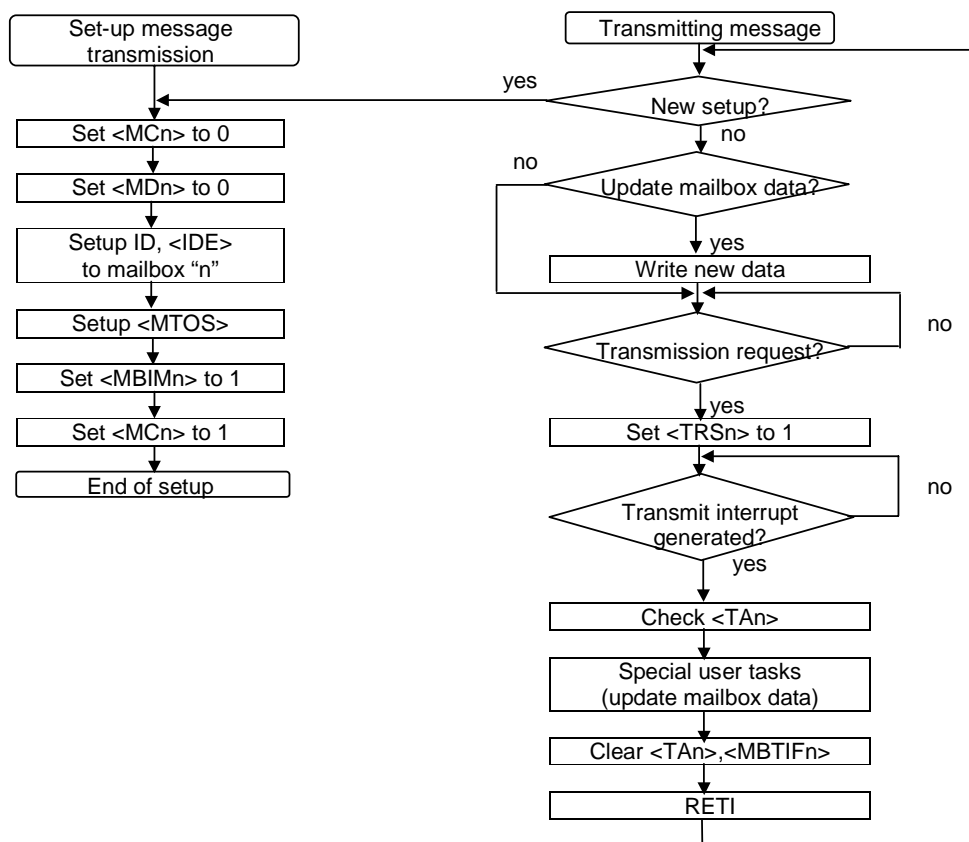 Set-up message
transmission
Set <MCn> to 0
Set <MDn> to 0
Setup ID, <IDE>
to mailbox “n”
Setup <MTOS>
Set <MBIMn> to 1
Set <MCn> to 1
End of setup
Transmitting message
yes
New setup?
no
no
Update mailbox data?
yes
Write new data
no
Transmission request?
yes
Set <TRSn> to 1
no
Transmit interrupt
generated?
yes
Check <TAn>
Special user tasks
(update mailbox data)
Clear <TAn>,<MBTIFn>
RETI